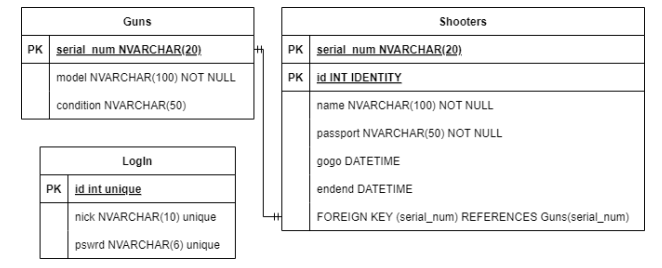 Guns
PK serial_num NVARCHAR(20)
model NVARCHAR(100) NOT NULL
condition NVARCHAR(50)
Shooters
PK serial_num NVARCHAR(20)
PK id INT IDENTITY
name NVARCHAR(100) NOT NULL
passport NVARCHAR(50) NOT NULL
gogo DATETIME
endend DATETIME
FOREIGN KEY (serial_num) REFERENCES Guns(serial_num)
LogIn
PK id int unique
nick NVARCHAR(10) unique
pswrd NVARCHAR(6) unique